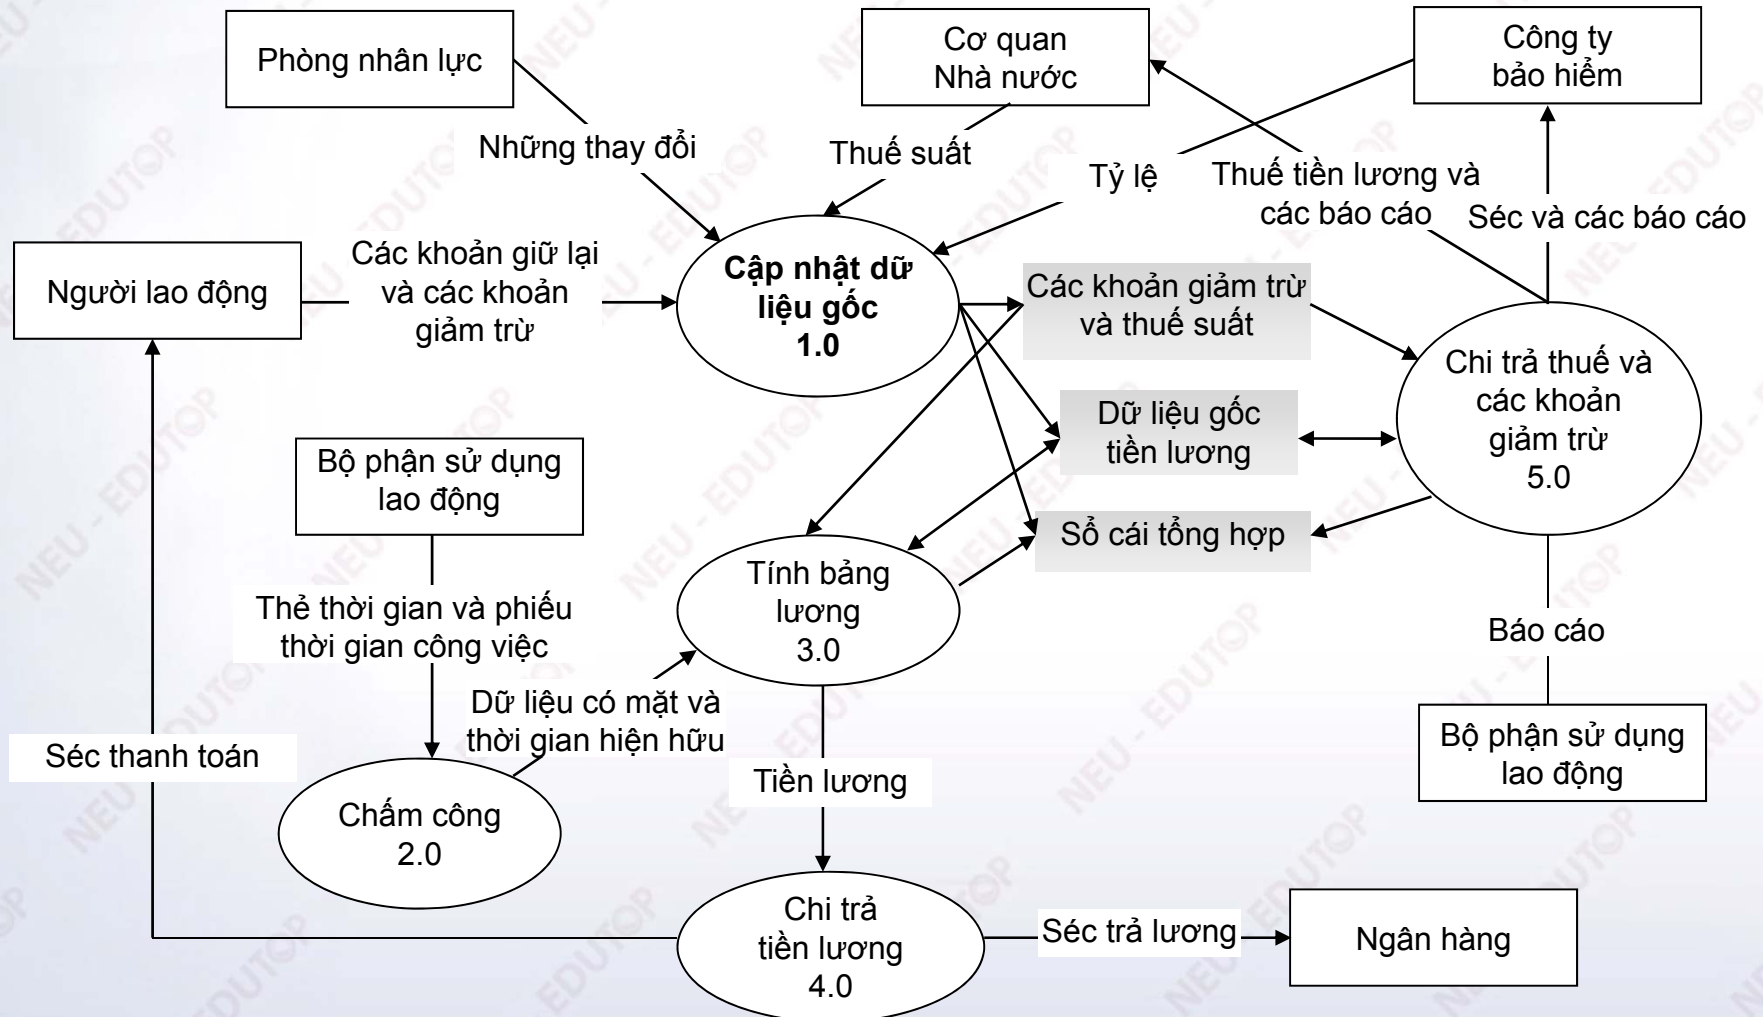 Phòng nhân lực
Cơ quan
Nhà nước
Công ty
bảo hiểm
Những thay đổi
Thuế suất
Tỷ lệ
Thuế tiền lương và
các báo cáo
Séc và các báo cáo
Người lao động
Các khoản giữ lại
và các khoản
giảm trừ
Cập nhật dữ
liệu gốc
1.0
Các khoản giảm trừ
và thuế suất
Chi trả thuế và
các khoản
giảm trừ
5.0
Dữ liệu gốc
tiền lương
Sổ cái tổng hợp
Bộ phận sử dụng
lao động
Thẻ thời gian và phiếu
thời gian công việc
Tính bảng
lương
3.0
Báo cáo
Dữ liệu có mặt và
thời gian hiện hữu
Séc thanh toán
Tiền lương
Bộ phận sử dụng
lao động
Chấm công
2.0
Chi trả
tiền lương
4.0
Séc trả lương
Ngân hàng
NEU - EDUTOP